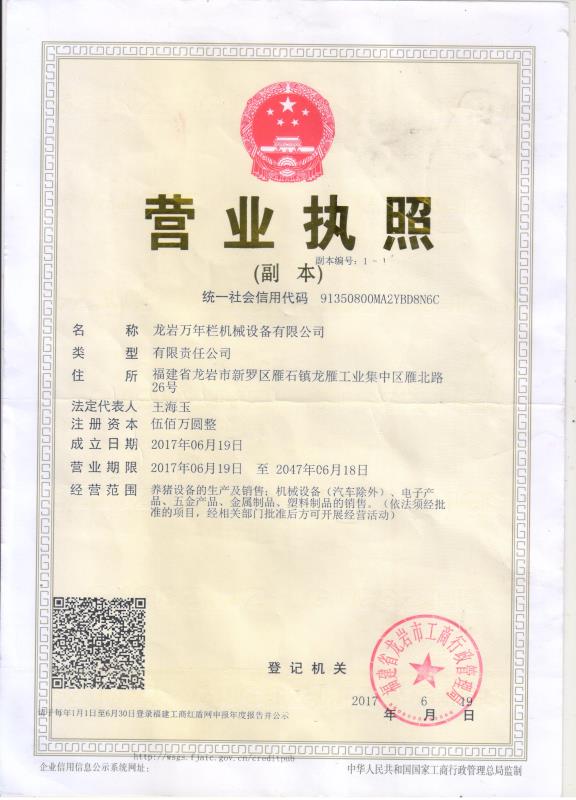 营业执照
副本编号：1-1
(副 本)
统一社会信用代码 91350800MA2YBD8N6C
名 称 龙岩万年栏机械设备有限公司
类 型 有限责任公司
住 所 福建省龙岩市新罗区雁石镇龙雁工业集中区雁北路
26号
法定代表人 王海玉
注册资本 伍佰万圆整
成立日期 2017年06月19日
营业期限 2017年06月19日 至 2047年06月18日
经营范围 养猪设备的生产及销售；机械设备（汽车除外）、电子产
品、五金产品、金属制品、塑料制品的销售。（依法须经批
准的项目，经相关部门批准后方可开展经营活动）
福建省龙岩市工商行政管理局
登记机关
2017 6 19
年 月 日
请于每年1月1日至6月30日登录福建工商红盾网申报年度报告并公示
http://wsgs.fjaic.gov.cn/creditpub
企业信用信息公示系统网址：
中华人民共和国国家工商行政管理总局监制